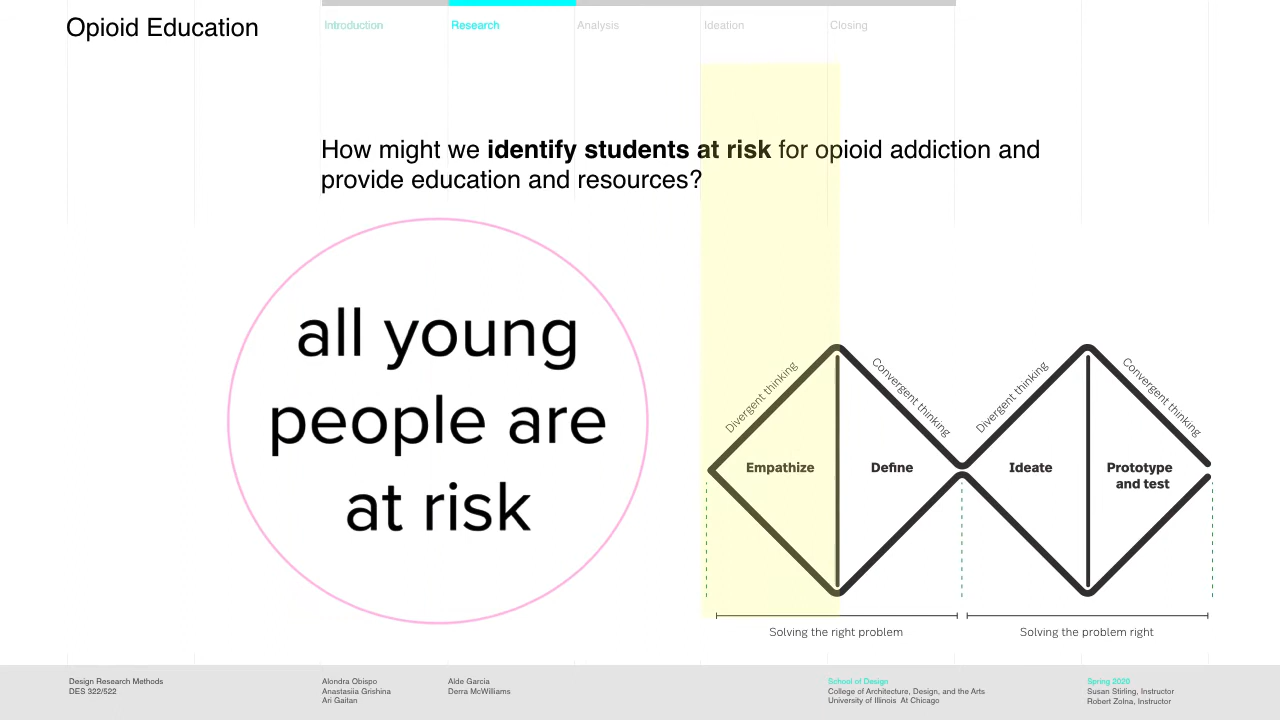 Opioid Education
Introduction
Research
Analysis
Ideation
Closing
How might we identify students at risk for opioid addiction and
provide education and resources?
all young
people are
at risk
Divergent thinking
Convergent thinking
Divergent thinking
Convergent thinking
Empathize
Define
Ideate
Prototype
and test
Solving the right problem
Solving the problem right
Design Research Methods
DES 322/522
Alondra Obispo
Anastasiia Grishina
Ari Gaitan
Alde Garcia
Derra McWilliams
School of Design
College of Architecture, Design, and the Arts
University of Illinois At Chicago
Spring 2020
Susan Stirling, Instructor
Robert Zolna, Instructor